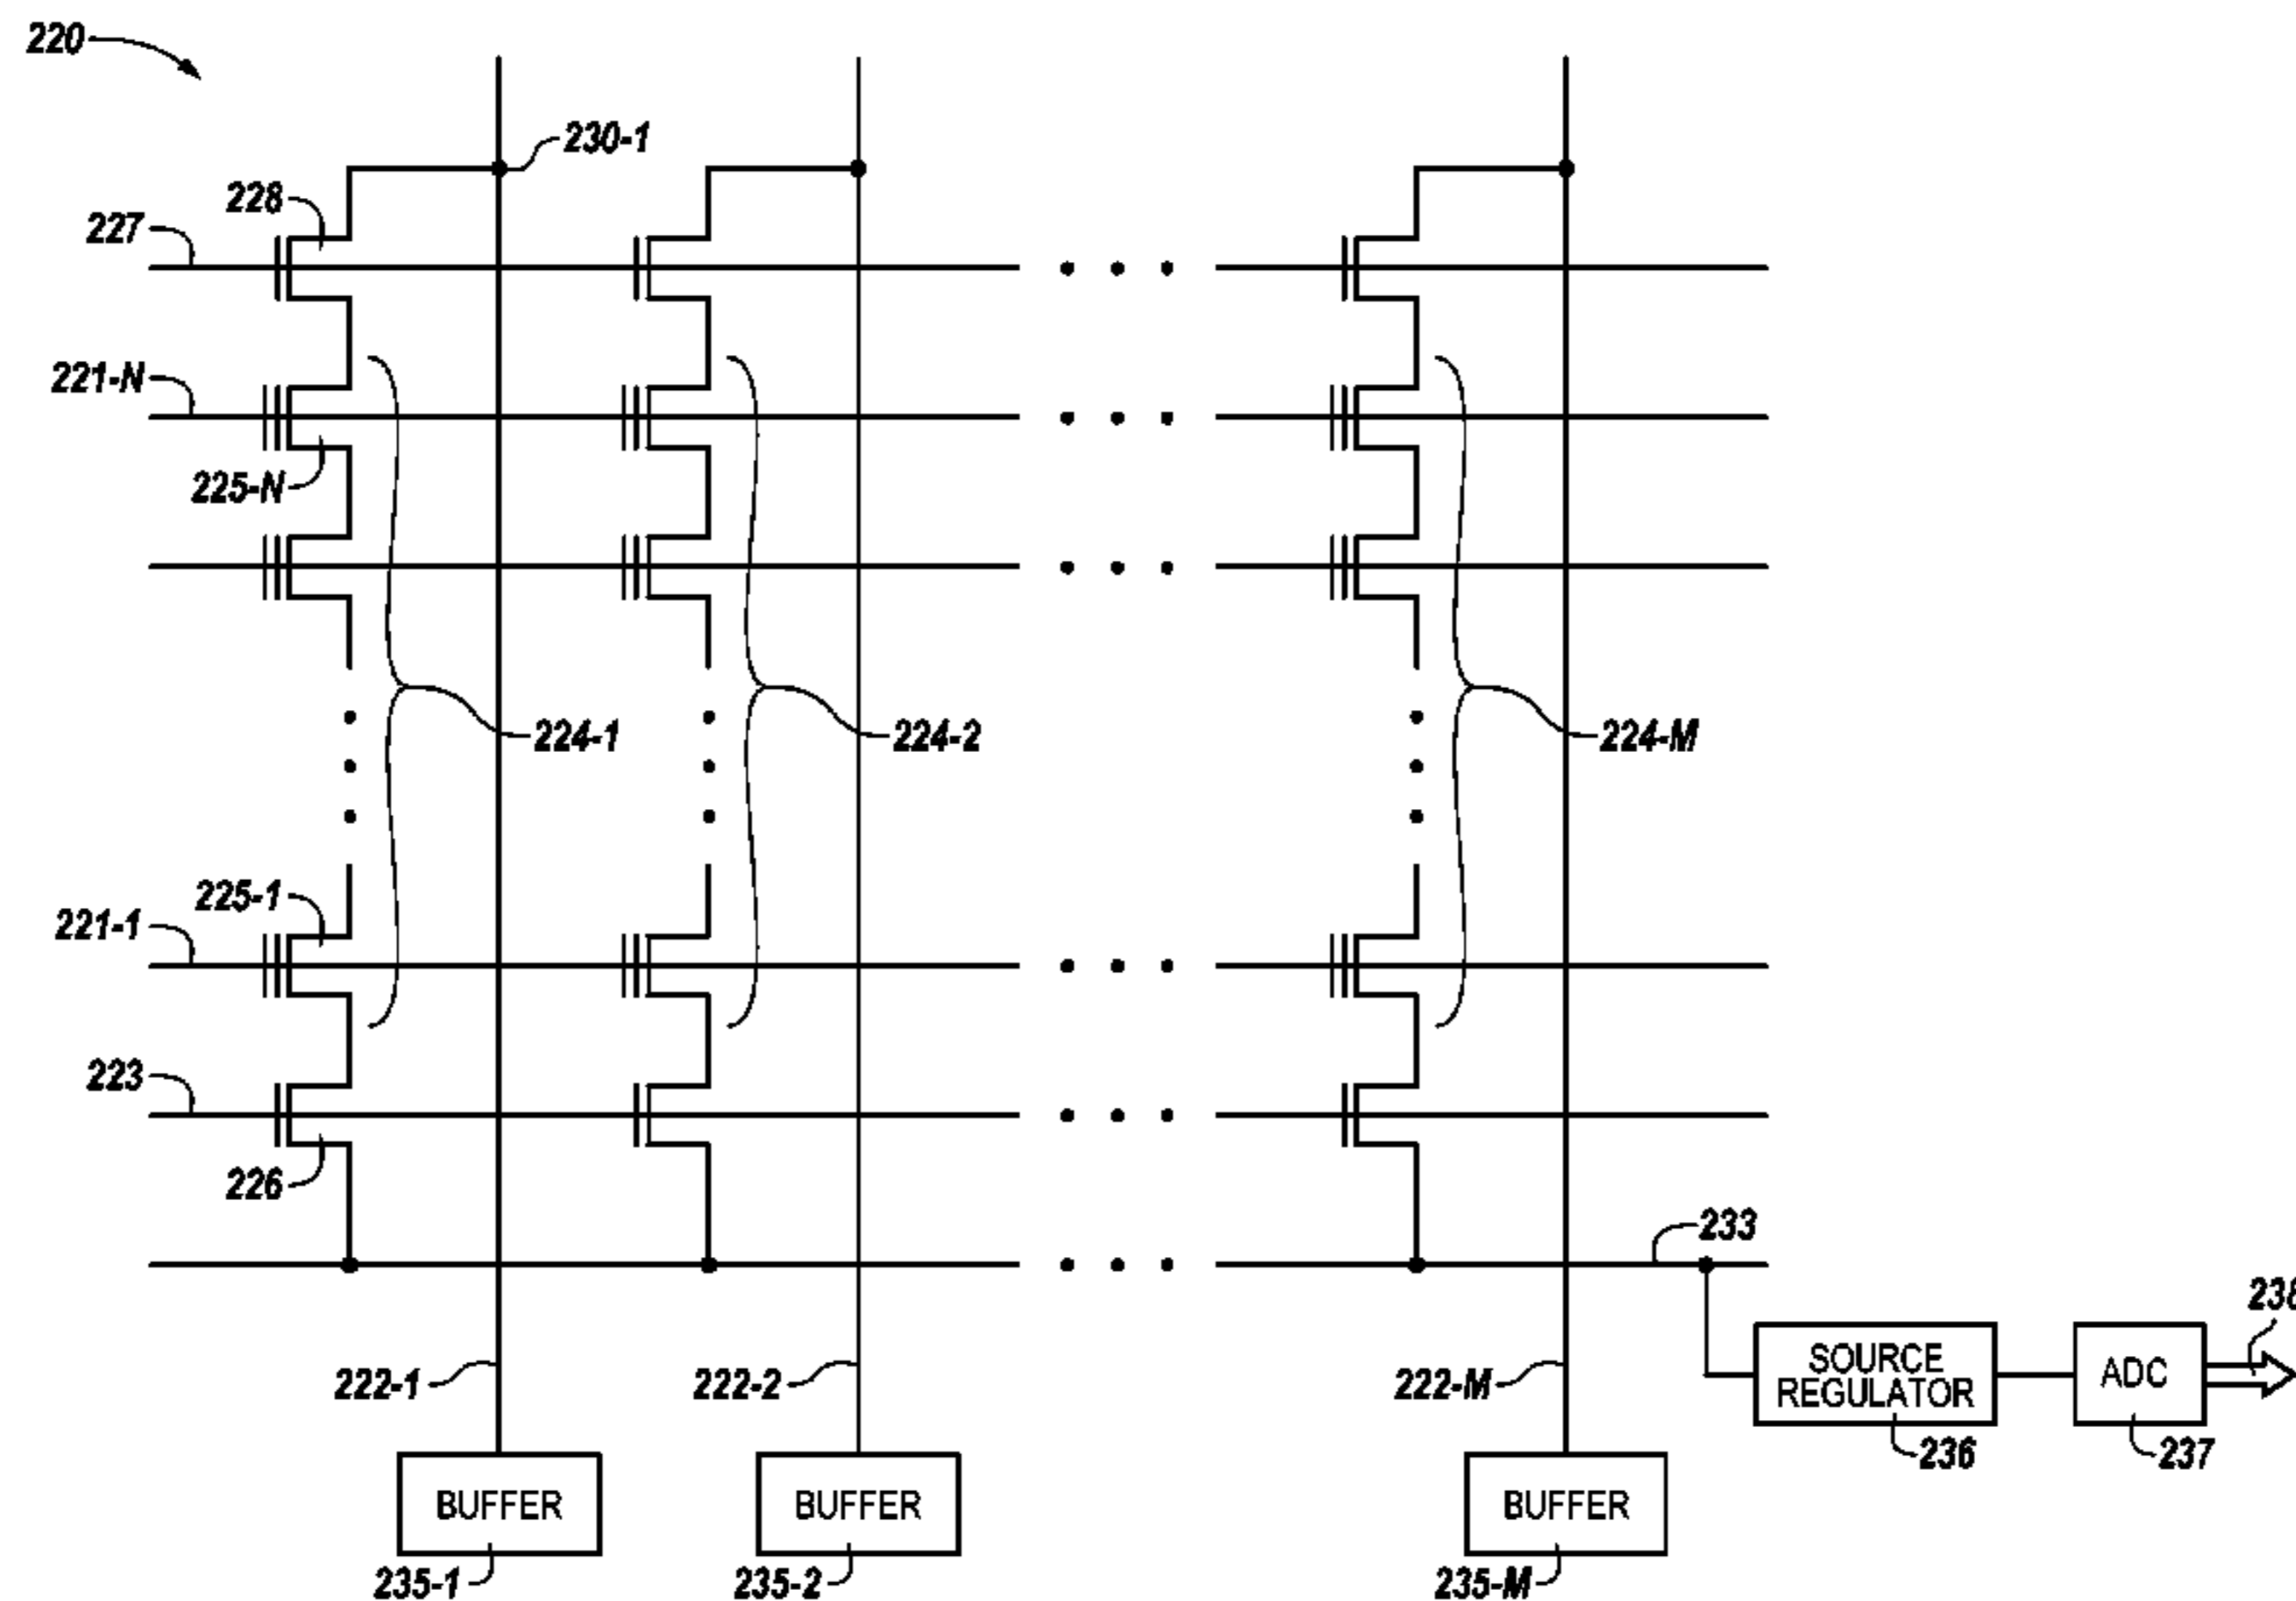 220
230-1
228
227
221-N
225-N
224-1
224-2
224-M
225-1
221-1
223
226
233
238
222-1
222-2
222-M
SOURCE
REGULATOR
ADC
236
237
BUFFER
BUFFER
BUFFER
235-1
235-2
235-M